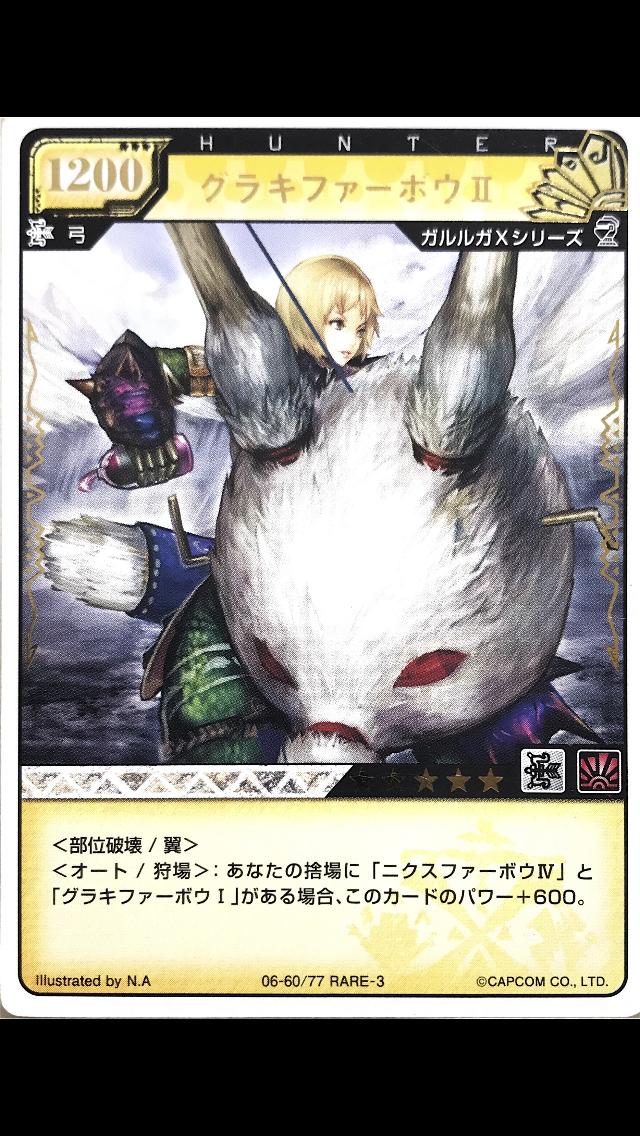 HUNTER
1200
グラキファーボウⅡ
弓
ガルルガXシリーズ
＜部位破壊 / 翼＞
＜オート / 狩場＞：あなたの捨場に「ニクスファーボウⅣ」と
「グラキファーボウⅠ」がある場合、このカードのパワー＋600。
Illustrated by N.A
06-60/77 RARE-3
©CAPCOM CO., LTD.